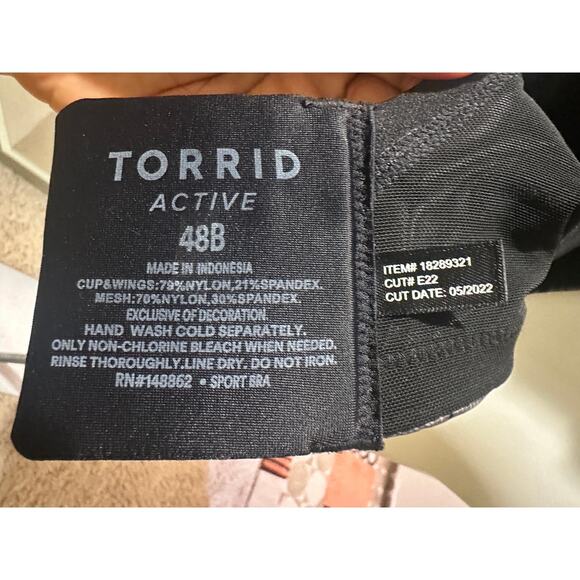 TORRID
ACTIVE
48B
MADE IN INDONESIA
CUP&WINGS:79%NYLON,21%SPANDEX.
MESH:70%NYLON,30%SPANDEX.
EXCLUSIVE OF DECORATION.
HAND WASH COLD SEPARATELY.
ONLY NON-CHLORINE BLEACH WHEN NEEDED.
RINSE THOROUGHLY.LINE DRY. DO NOT IRON.
RN#148862 • SPORT BRA
ITEM# 18289321
CUT# E22
CUT DATE: 05/2022